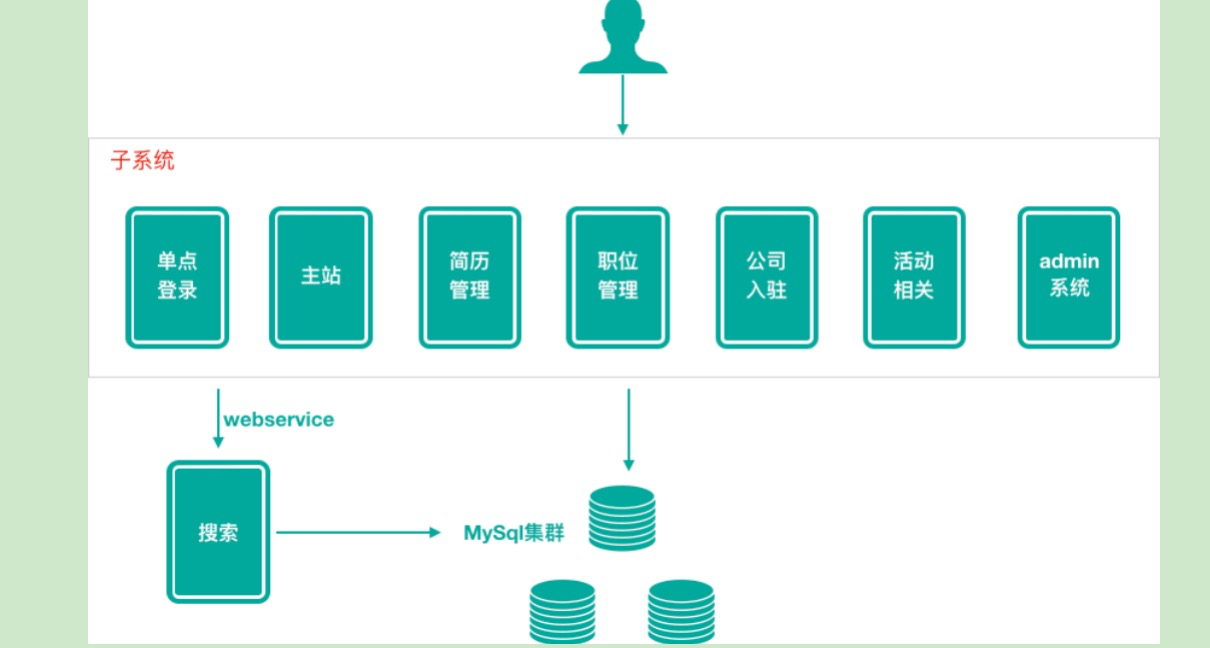 子系统
单点
登录
主站
简历
管理
职位
管理
公司
入驻
活动
相关
admin
系统
webservice
搜索
MySql集群